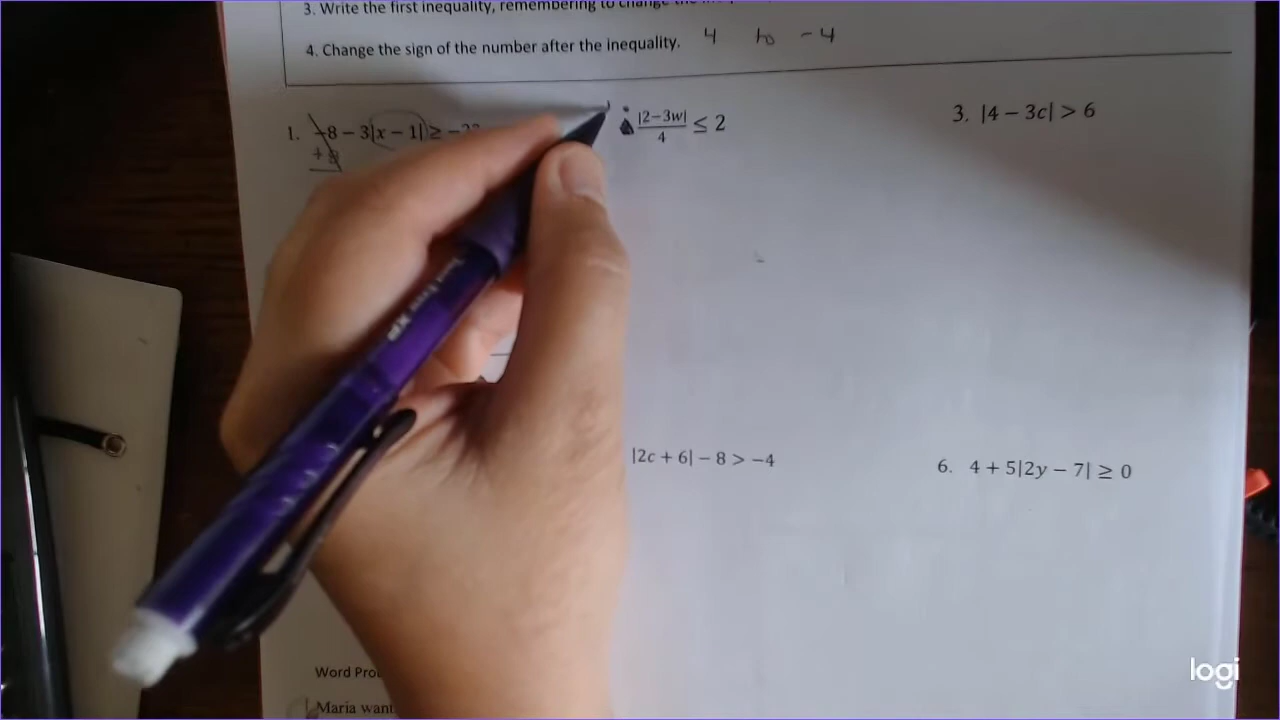 3. Write the first inequality, remembering to change the
4. Change the sign of the number after the inequality. 4 to -4
1. -8 - 3|x - 1| ≥ -
+8
|2-3w|/4 ≤ 2
3. |4 - 3c| > 6
|2c + 6| - 8 > -4
6. 4 + 5|2y - 7| ≥ 0
Word
Maria want
logi